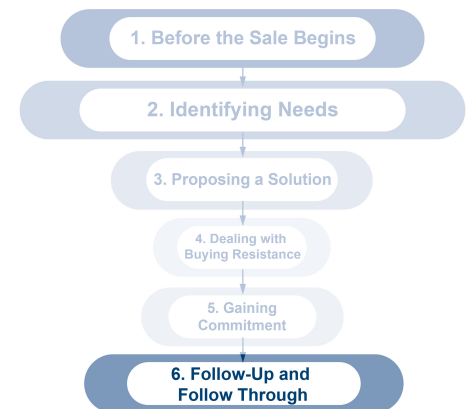 1. Before the Sale Begins
2. Identifying Needs
3. Proposing a Solution
4. Dealing with
Buying Resistance
5. Gaining
Commitment
6. Follow-Up and
Follow Through